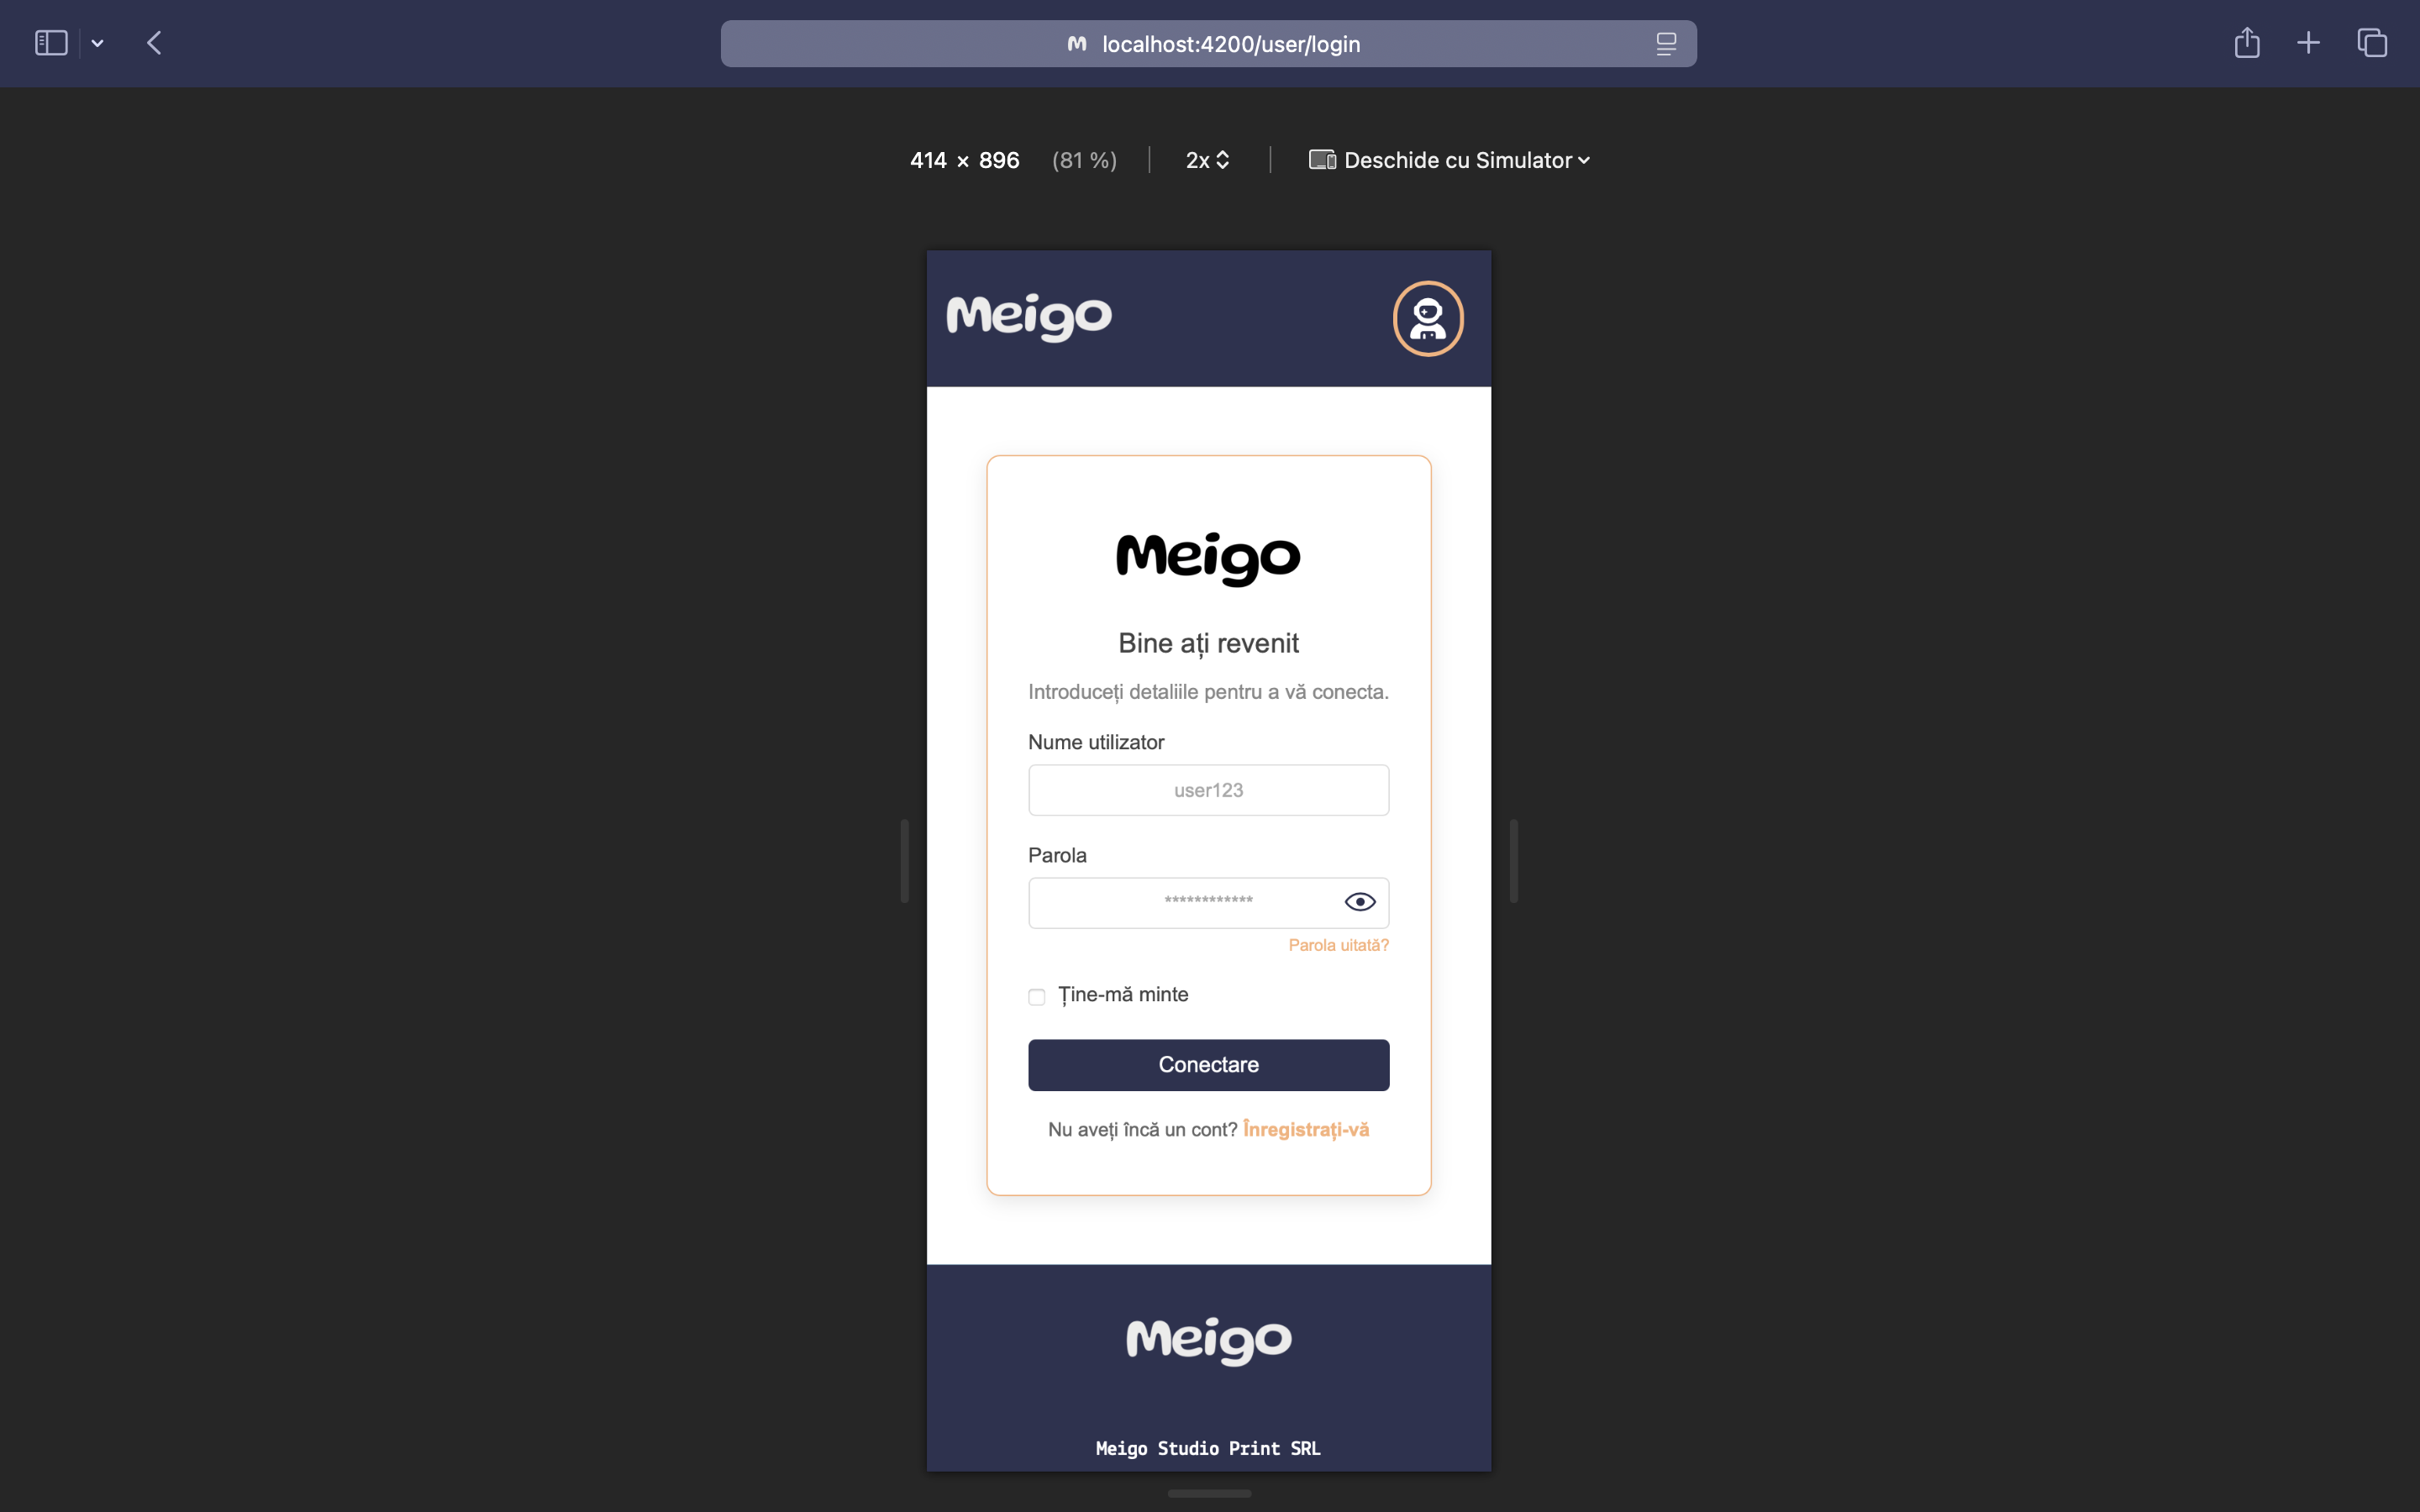 localhost:4200/user/login
414 × 896 (81 %) 2x Deschide cu Simulator
Meigo
Meigo
Bine ați revenit
Introduceți detaliile pentru a vă conecta.
Nume utilizator
user123
Parola
************
Parola uitată?
Ține-mă minte
Conectare
Nu aveți încă un cont? Înregistrați-vă
Meigo
Meigo Studio Print SRL